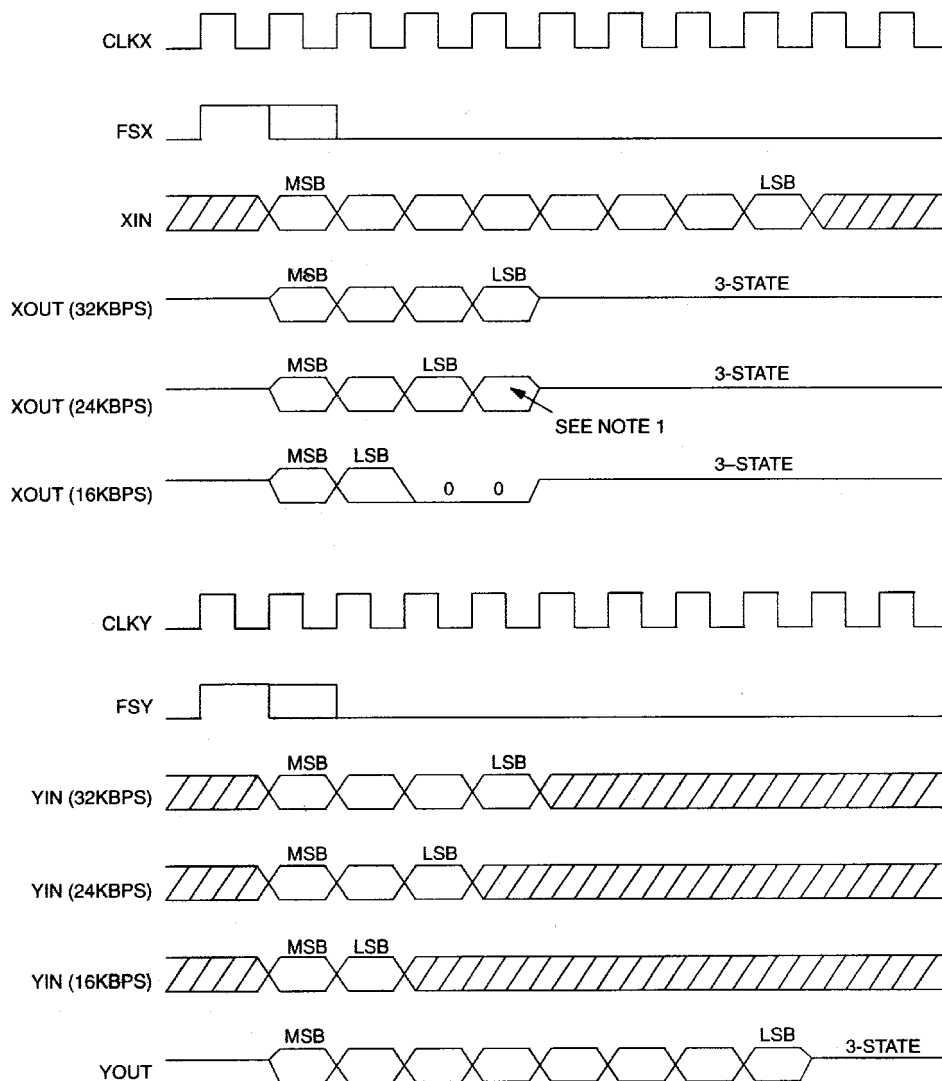 CLKX
FSX
MSB LSB
XIN
MSB LSB 3-STATE
XOUT (32KBPS)
MSB LSB 3-STATE
XOUT (24KBPS)
SEE NOTE 1
MSB LSB 3-STATE
0 0
XOUT (16KBPS)
CLKY
FSY
MSB LSB
YIN (32KBPS)
MSB LSB
YIN (24KBPS)
MSB LSB
YIN (16KBPS)
MSB LSB 3-STATE
YOUT